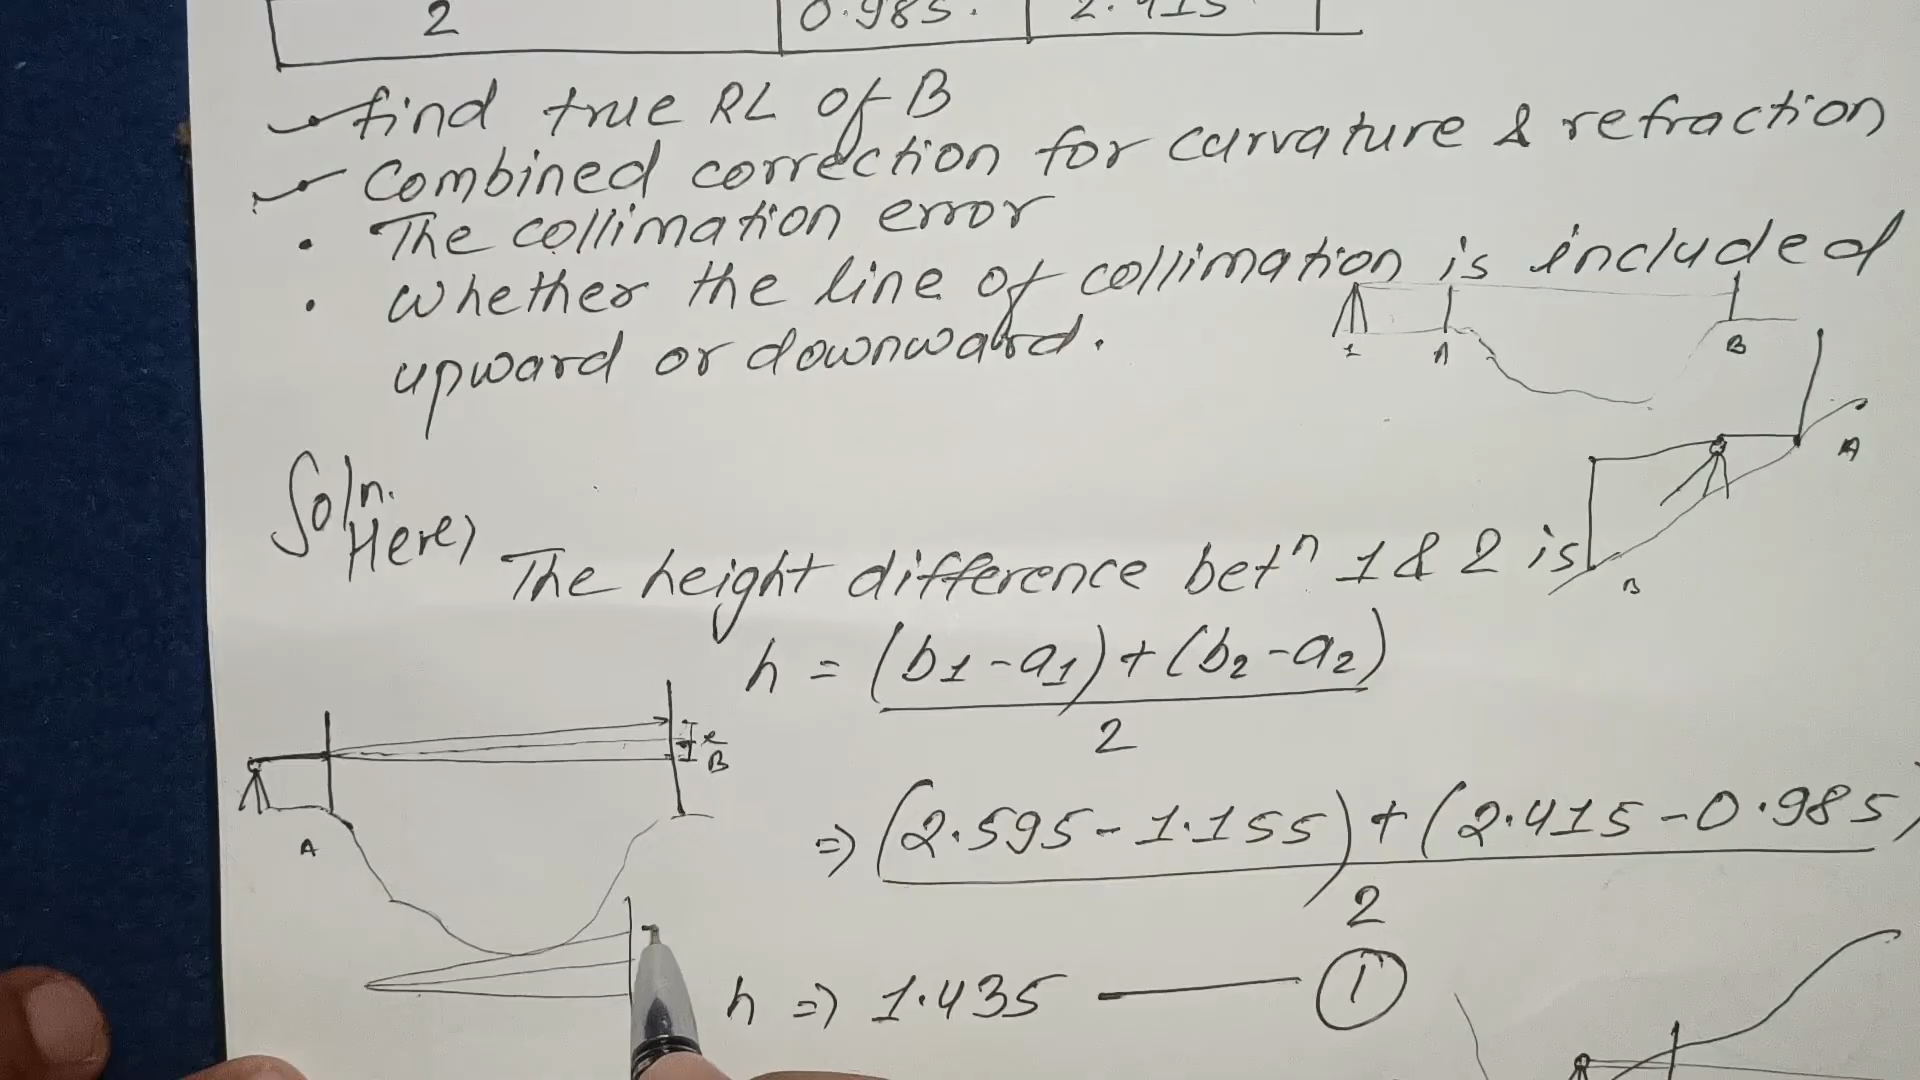 2 0.985. 2.415
find true RL of B
Combined correction for curvature & refraction
• The collimation error
• Whether the line of collimation is included
upward or downward.
1 A B
A
B
Soln.
Here,
The height difference betⁿ 1 & 2 is
h = (b1 - a1) + (b2 - a2)
2
e
B
A
=> (2.595 - 1.155) + (2.415 - 0.985)
2
h => 1.435 —— 1